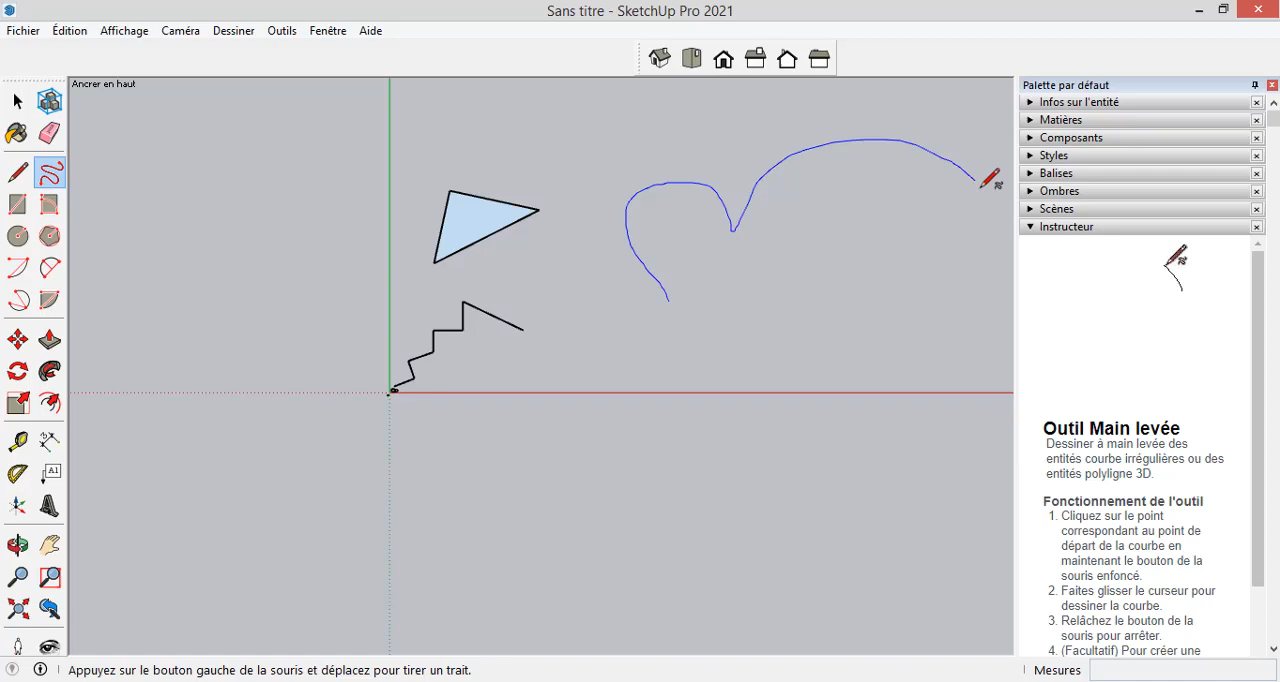 Sans titre - SketchUp Pro 2021
Fichier Édition Affichage Caméra Dessiner Outils Fenêtre Aide
Ancrer en haut
Palette par défaut
Infos sur l'entité
Matières
Composants
Styles
Balises
Ombres
Scènes
Instructeur
Outil Main levée
Dessiner à main levée des
entités courbe irrégulières ou des
entités polyligne 3D.
Fonctionnement de l'outil
1. Cliquez sur le point
correspondant au point de
départ de la courbe en
maintenant le bouton de la
souris enfoncé.
2. Faites glisser le curseur pour
dessiner la courbe.
3. Relâchez le bouton de la
souris pour arrêter.
4. (Facultatif) Pour créer une
A1
Appuyez sur le bouton gauche de la souris et déplacez pour tirer un trait.
Mesures